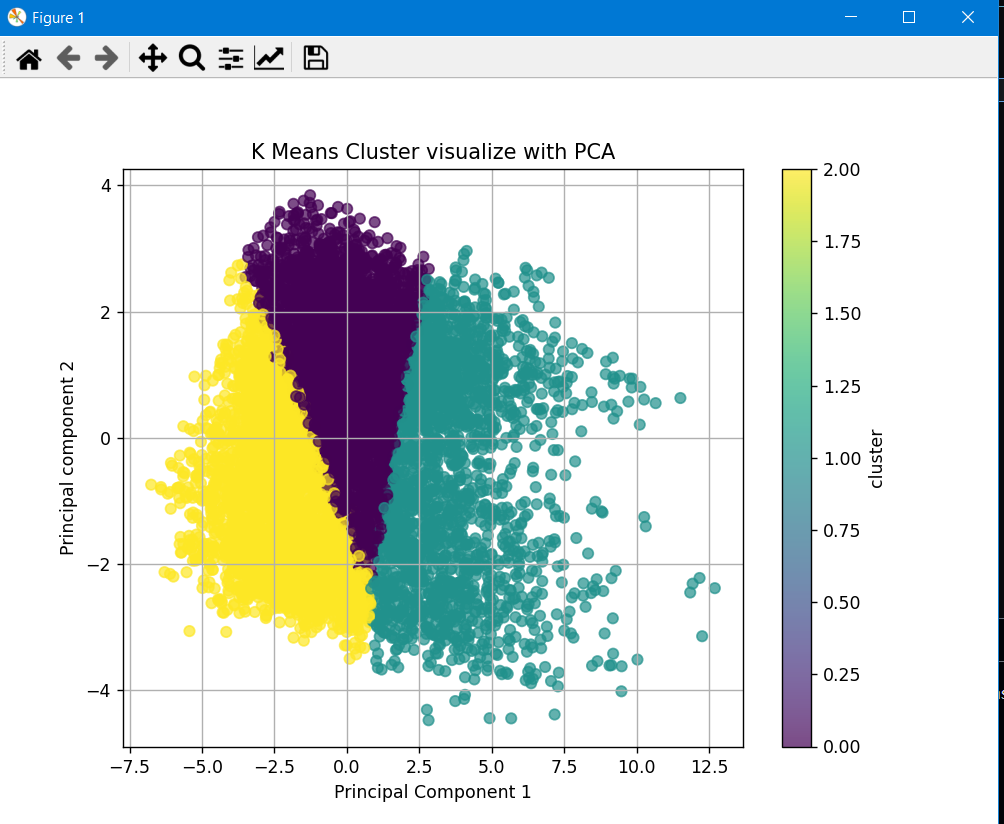 Figure 1
K Means Cluster visualize with PCA
4
2
0
−2
−4
Principal component 2
−7.5 −5.0 −2.5 0.0 2.5 5.0 7.5 10.0 12.5
Principal Component 1
2.00
1.75
1.50
1.25
1.00
0.75
0.50
0.25
0.00
cluster